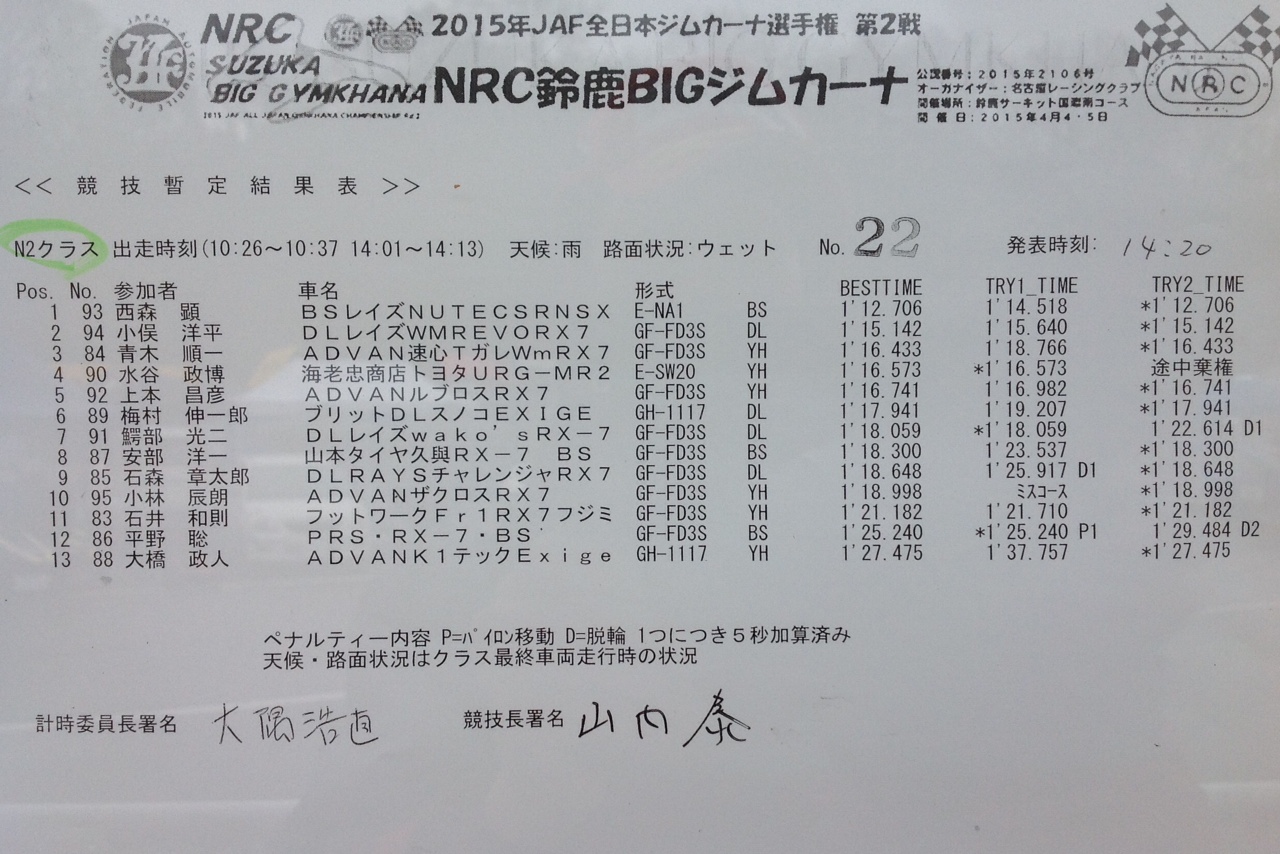 JAPAN AUTOMOBILE FEDERATION
NRC
SUZUKA
BIG GYMKHANA
2015 JAF ALL JAPAN GYMKHANA CHAMPIONSHIP Rd.2
2015年JAF全日本ジムカーナ選手権 第2戦
NRC鈴鹿BIGジムカーナ
公認番号：2015年2106号
オーガナイザー：名古屋レーシングクラブ
開催場所：鈴鹿サーキット国際南コース
開催日：2015年4月4・5日
NRC
<< 競技暫定結果表 >>
N2クラス 出走時刻(10:26～10:37 14:01～14:13) 天候:雨 路面状況:ウェット No. 22 発表時刻: 14:20
Pos. No. 参加者 車名 形式 BESTTIME TRY1_TIME TRY2_TIME
1 93 西森 顕 BSレイズNUTECSRNSX E-NA1 BS 1'12.706 1'14.518 *1'12.706
2 94 小俣 洋平 DLレイズWMREVORX7 GF-FD3S DL 1'15.142 1'15.640 *1'15.142
3 84 青木 順一 ADVAN速心TガレWmRX7 GF-FD3S YH 1'16.433 1'18.766 *1'16.433
4 90 水谷 政博 海老忠商店トヨタURG-MR2 E-SW20 YH 1'16.573 *1'16.573 途中棄権
5 92 上本 昌彦 ADVANルブロスRX7 GF-FD3S YH 1'16.741 1'16.982 *1'16.741
6 89 梅村 伸一郎 ブリットDLスノコEXIGE GH-1117 DL 1'17.941 1'19.207 *1'17.941
7 91 鰐部 光二 DLレイズwako'sRX-7 GF-FD3S DL 1'18.059 *1'18.059 1'22.614 D1
8 87 安部 洋一 山本タイヤ久與RX-7 BS GF-FD3S BS 1'18.300 1'23.537 *1'18.300
9 85 石森 章太郎 DLRAYSチャレンジャRX7 GF-FD3S DL 1'18.648 1'25.917 D1 *1'18.648
10 95 小林 辰朗 ADVANザクロスRX7 GF-FD3S YH 1'18.998 ﾐｽｺｰｽ *1'18.998
11 83 石井 和則 フットワークFr1RX7フジミ GF-FD3S YH 1'21.182 1'21.710 *1'21.182
12 86 平野 聡 PRS・RX-7・BS GF-FD3S BS 1'25.240 *1'25.240 P1 1'29.484 D2
13 88 大橋 政人 ADVANK1テックExige GH-1117 YH 1'27.475 1'37.757 *1'27.475
ペナルティー内容 P=ﾊﾟｲﾛﾝ移動 D=脱輪 1つにつき5秒加算済み
天候・路面状況はクラス最終車両走行時の状況
計時委員長署名 大隅浩直 競技長署名 山内 泰